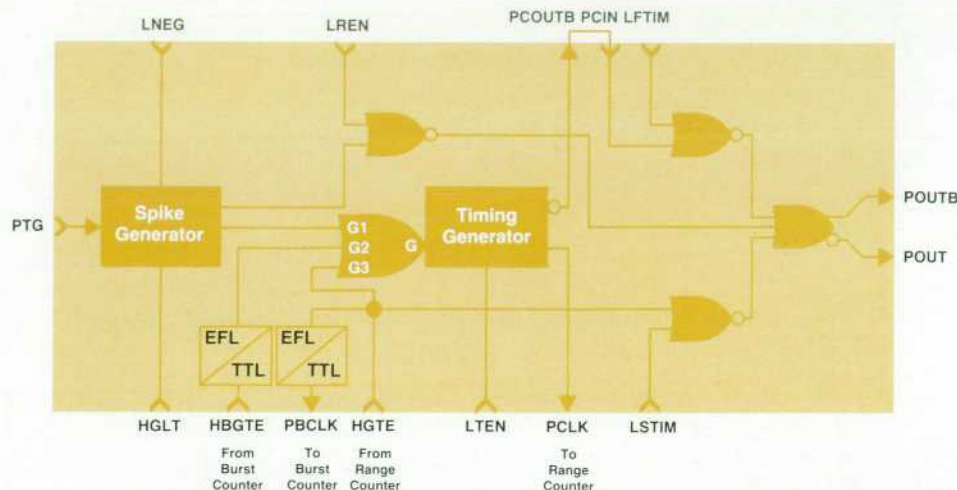 LNEG LREN PCOUTB PCIN LFTIM
PTG
Spike
Generator
G1
G2
G3
G
Timing
Generator
POUTB
POUT
EFL
TTL
EFL
TTL
HGLT HBGTE PBCLK HGTE LTEN PCLK LSTIM
From
Burst
Counter
To
Burst
Counter
From
Range
Counter
To
Range
Counter